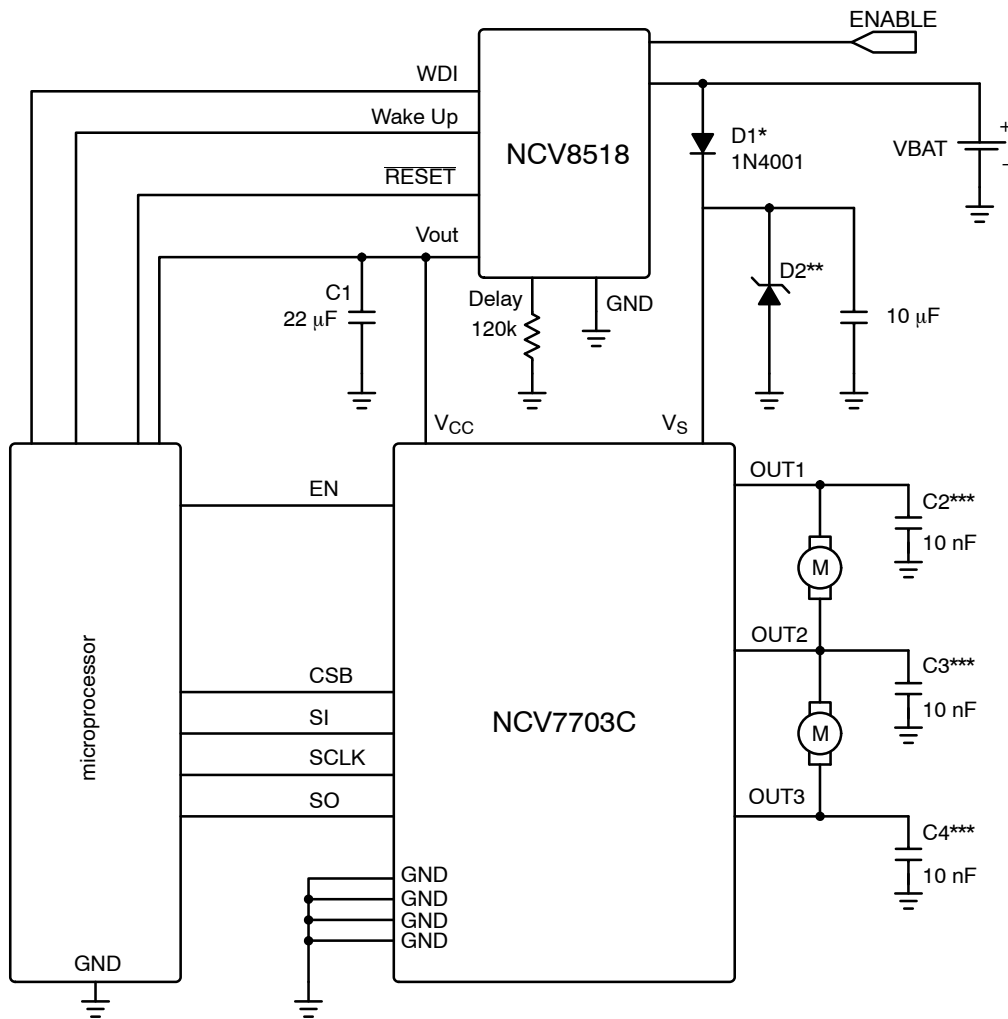 ENABLE
WDI
Wake Up
NCV8518
D1*
1N4001
VBAT
+
−
RESET
Vout
D2**
C1
22 μF
Delay
120k
GND
10 μF
VCC
VS
EN
OUT1
C2***
10 nF
M
OUT2
CSB
SI
SCLK
SO
microprocessor
NCV7703C
C3***
10 nF
M
OUT3
C4***
10 nF
GND
GND
GND
GND
GND